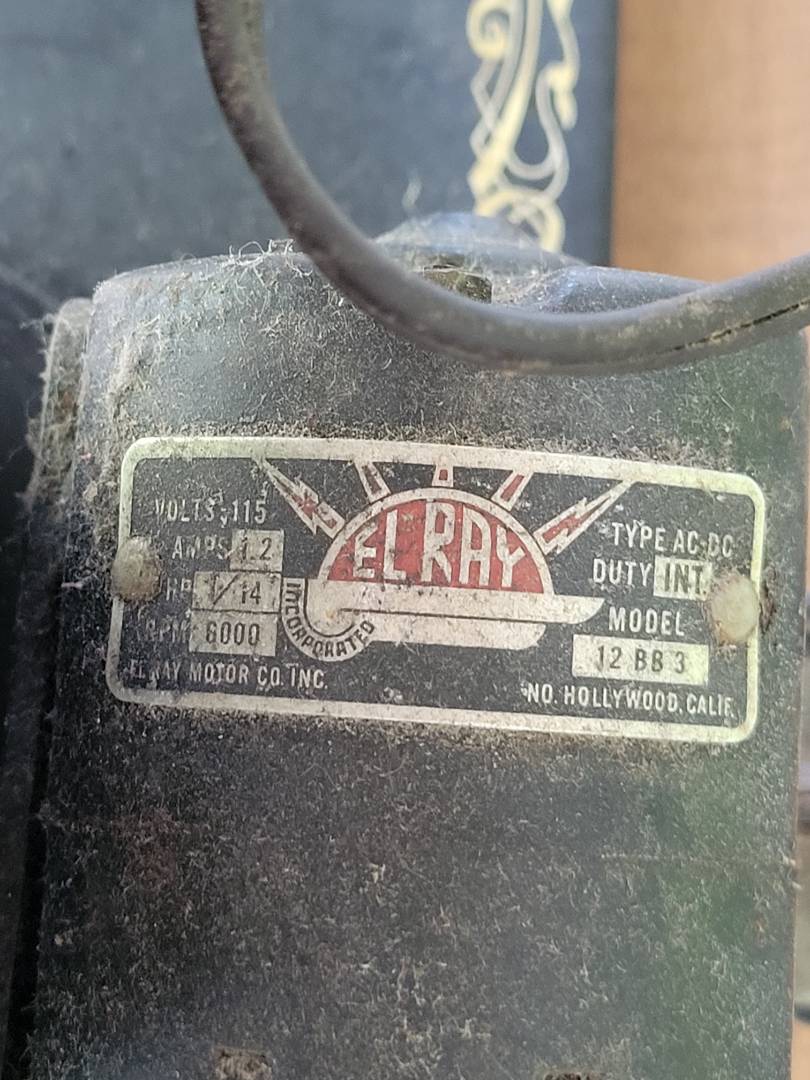 VOLTS 115
AMPS 1.2
HP 1/14
RPM 6000
EL RAY MOTOR CO. INC.
EL RAY
INCORPORATED
TYPE AC-DC
DUTY INT.
MODEL
12 BB 3
NO. HOLLYWOOD, CALIF.